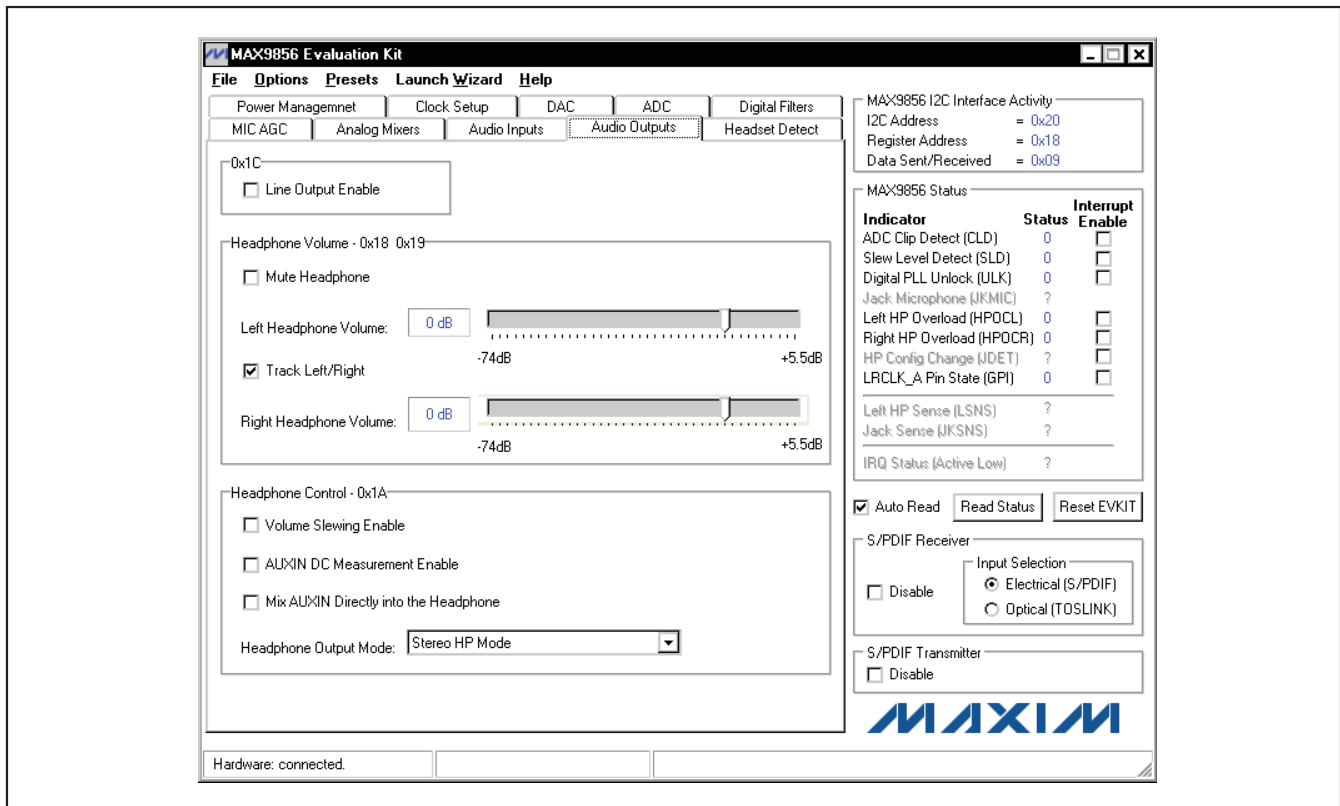 MAX9856 Evaluation Kit
File Options Presets Launch Wizard Help
Power Managemnet Clock Setup DAC ADC Digital Filters
MIC AGC Analog Mixers Audio Inputs Audio Outputs Headset Detect
0x1C
Line Output Enable
Headphone Volume - 0x18 0x19
Mute Headphone
Left Headphone Volume: 0 dB
-74dB +5.5dB
Track Left/Right
Right Headphone Volume: 0 dB
-74dB +5.5dB
Headphone Control - 0x1A
Volume Slewing Enable
AUXIN DC Measurement Enable
Mix AUXIN Directly into the Headphone
Headphone Output Mode: Stereo HP Mode
MAX9856 I2C Interface Activity
I2C Address = 0x20
Register Address = 0x18
Data Sent/Received = 0x09
MAX9856 Status
Indicator Status Interrupt Enable
ADC Clip Detect (CLD) 0
Slew Level Detect (SLD) 0
Digital PLL Unlock (ULK) 0
Jack Microphone (JKMIC) ?
Left HP Overload (HPOCL) 0
Right HP Overload (HPOCR) 0
HP Config Change (JDET) ?
LRCLK_A Pin State (GPI) 0
Left HP Sense (LSNS) ?
Jack Sense (JKSNS) ?
IRQ Status (Active Low) ?
Auto Read Read Status Reset EVKIT
S/PDIF Receiver
Disable
Input Selection
Electrical (S/PDIF)
Optical (TOSLINK)
S/PDIF Transmitter
Disable
MAXIM
Hardware: connected.